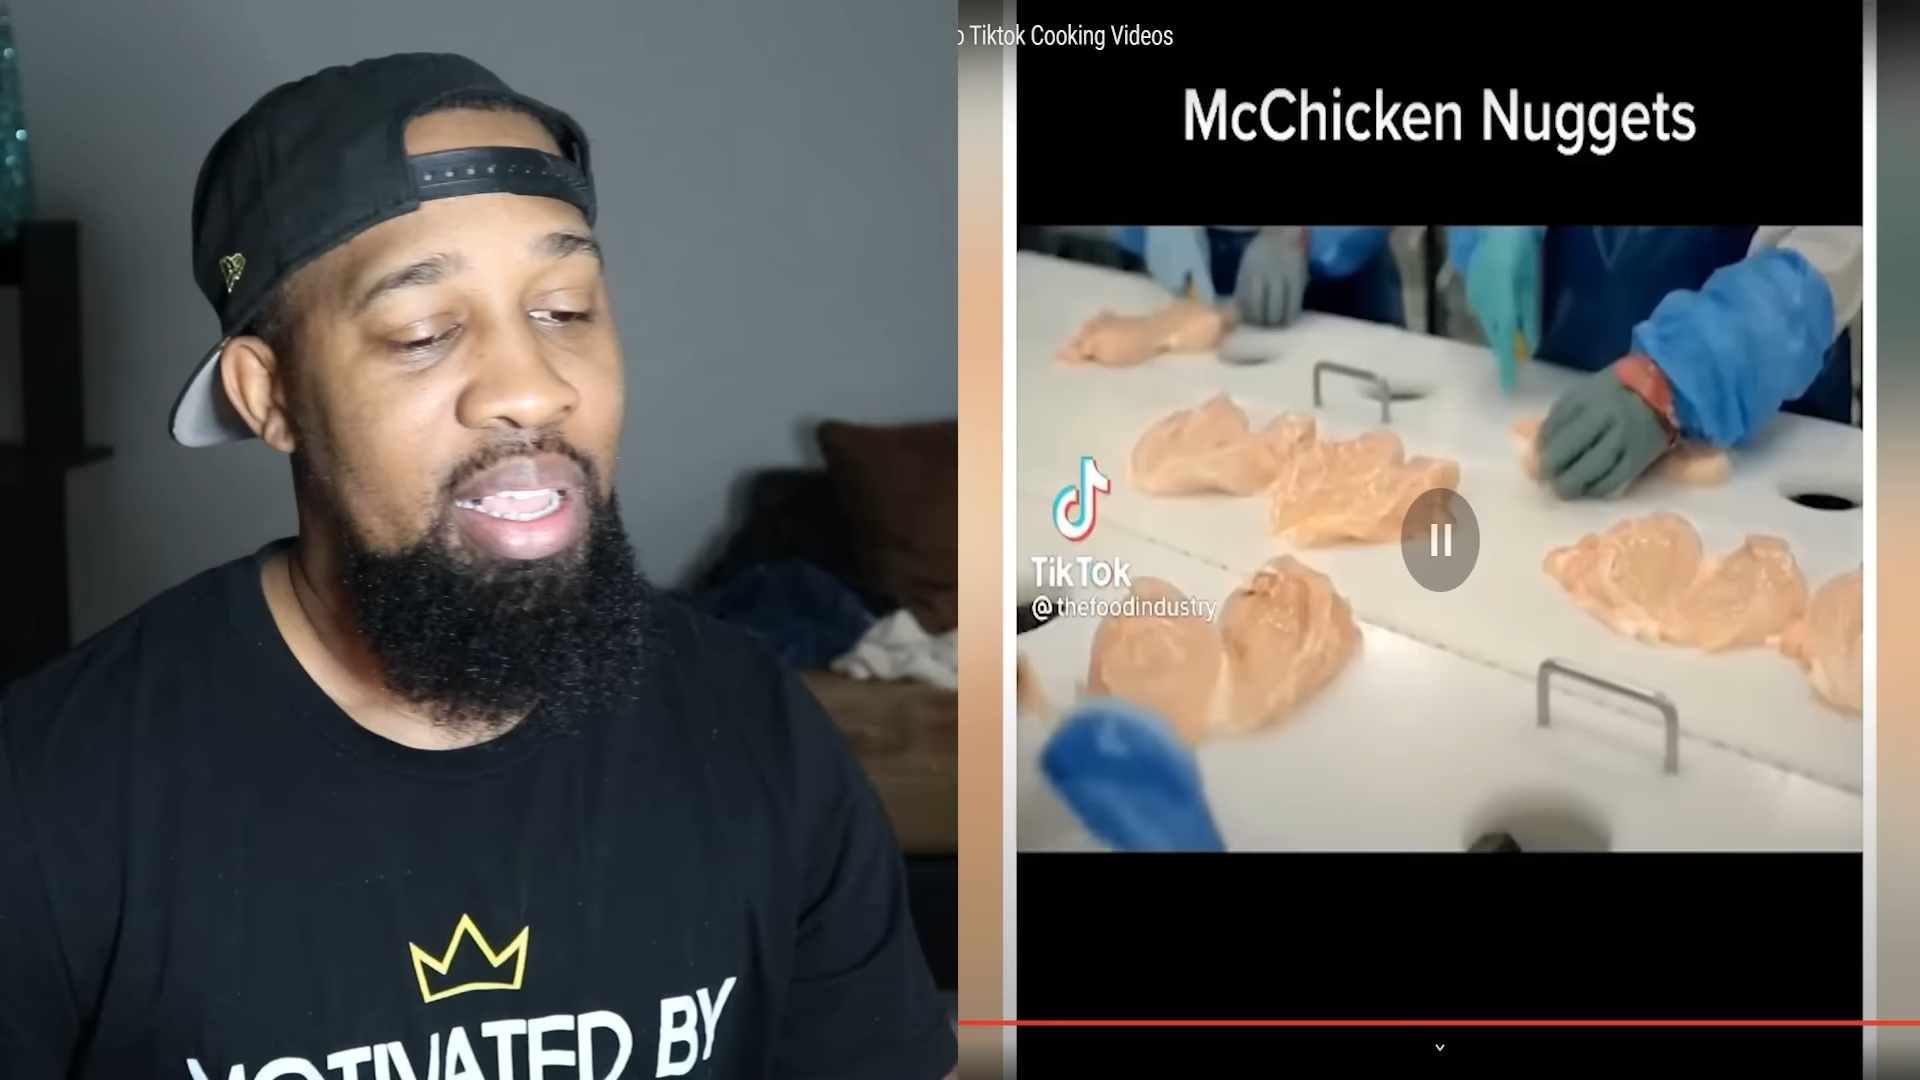 MOTIVATED BY
Tiktok Cooking Videos
McChicken Nuggets
TikTok
@thefoodindustry